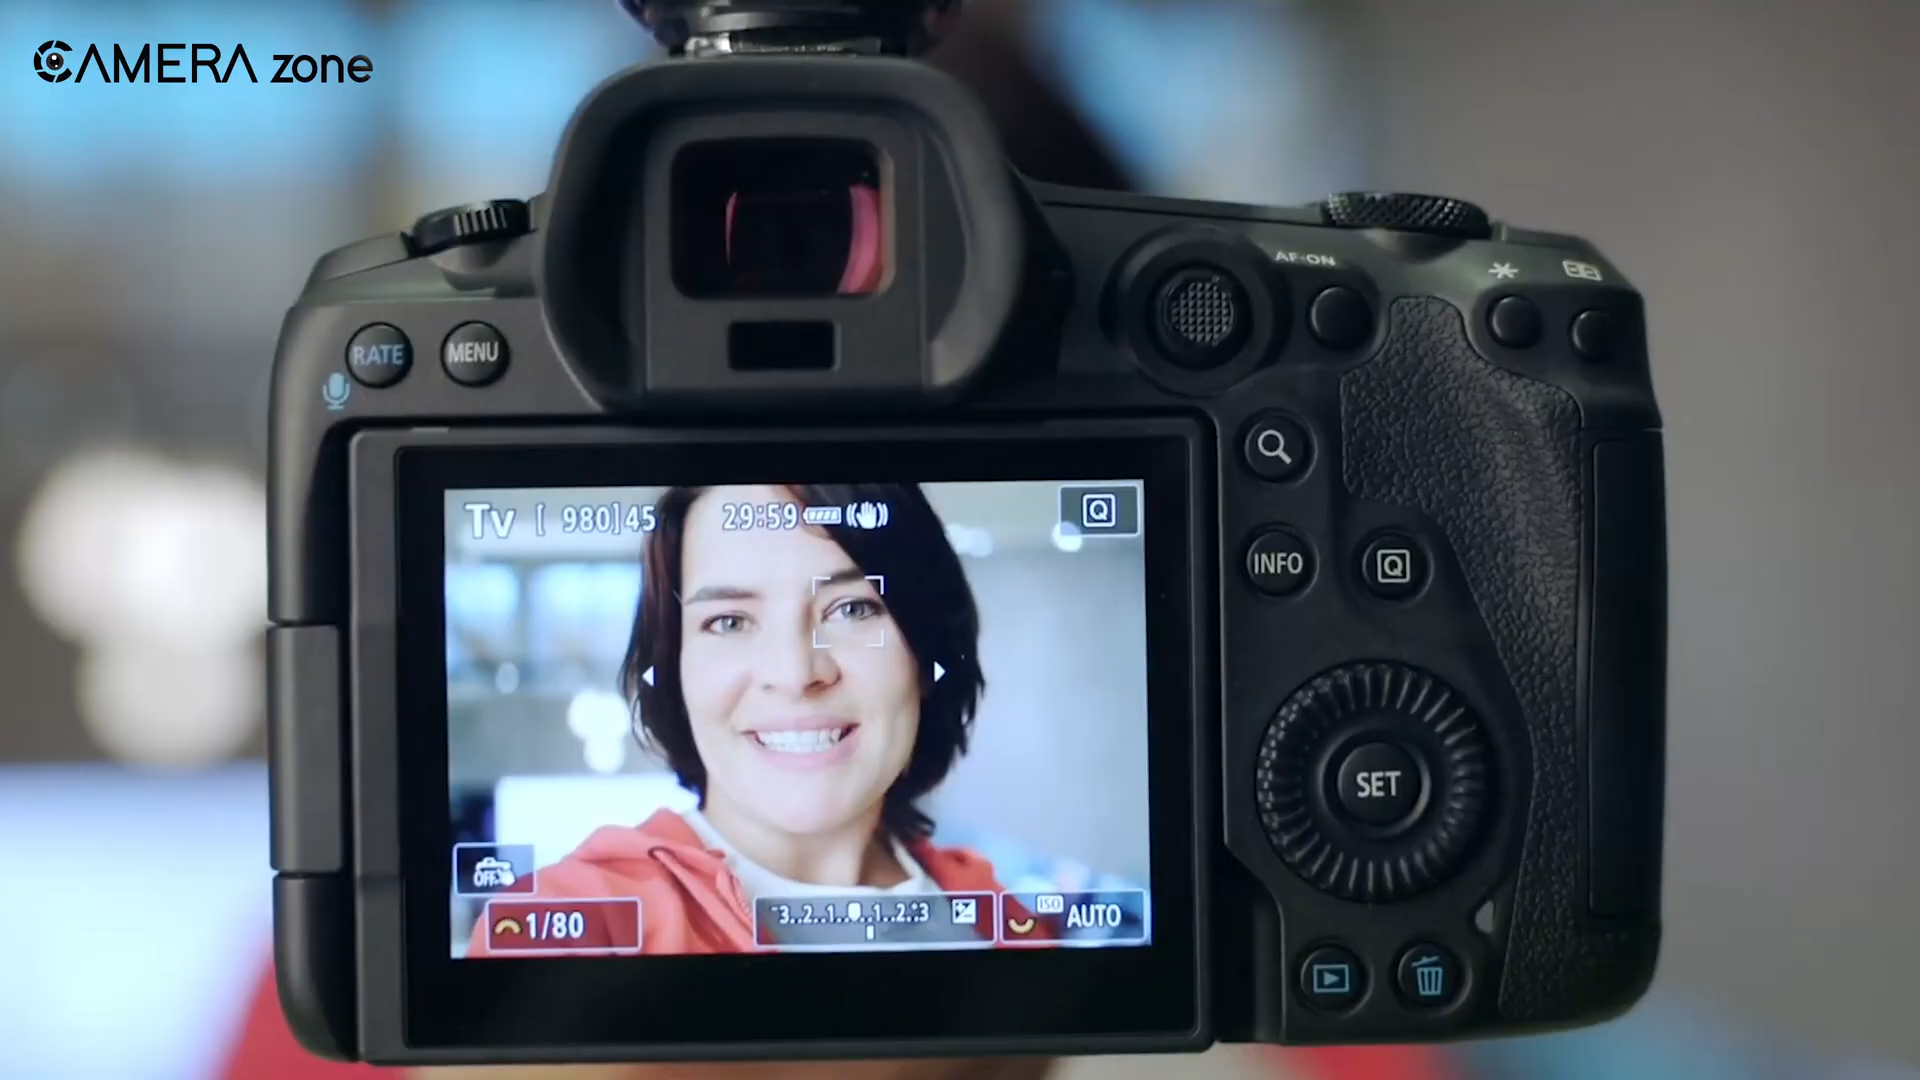 CAMERA zone
AF-ON
RATE
MENU
Tv [ 980]45 29:59
Q
INFO
Q
SET
OFF
1/80
-3..2..1..0..1..2..+3
ISO AUTO